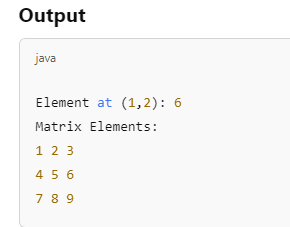 Output
java
Element at (1,2): 6
Matrix Elements:
1 2 3
4 5 6
7 8 9